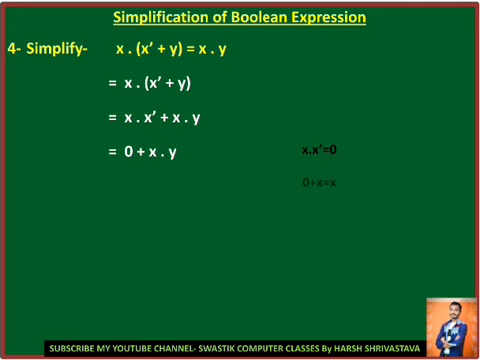 Simplification of Boolean Expression
4- Simplify- x . (x’ + y) = x . y
= x . (x’ + y)
= x . x’ + x . y
= 0 + x . y
x.x’=0
0+x=x
SUBSCRIBE MY YOUTUBE CHANNEL- SWASTIK COMPUTER CLASSES By HARSH SHRIVASTAVA